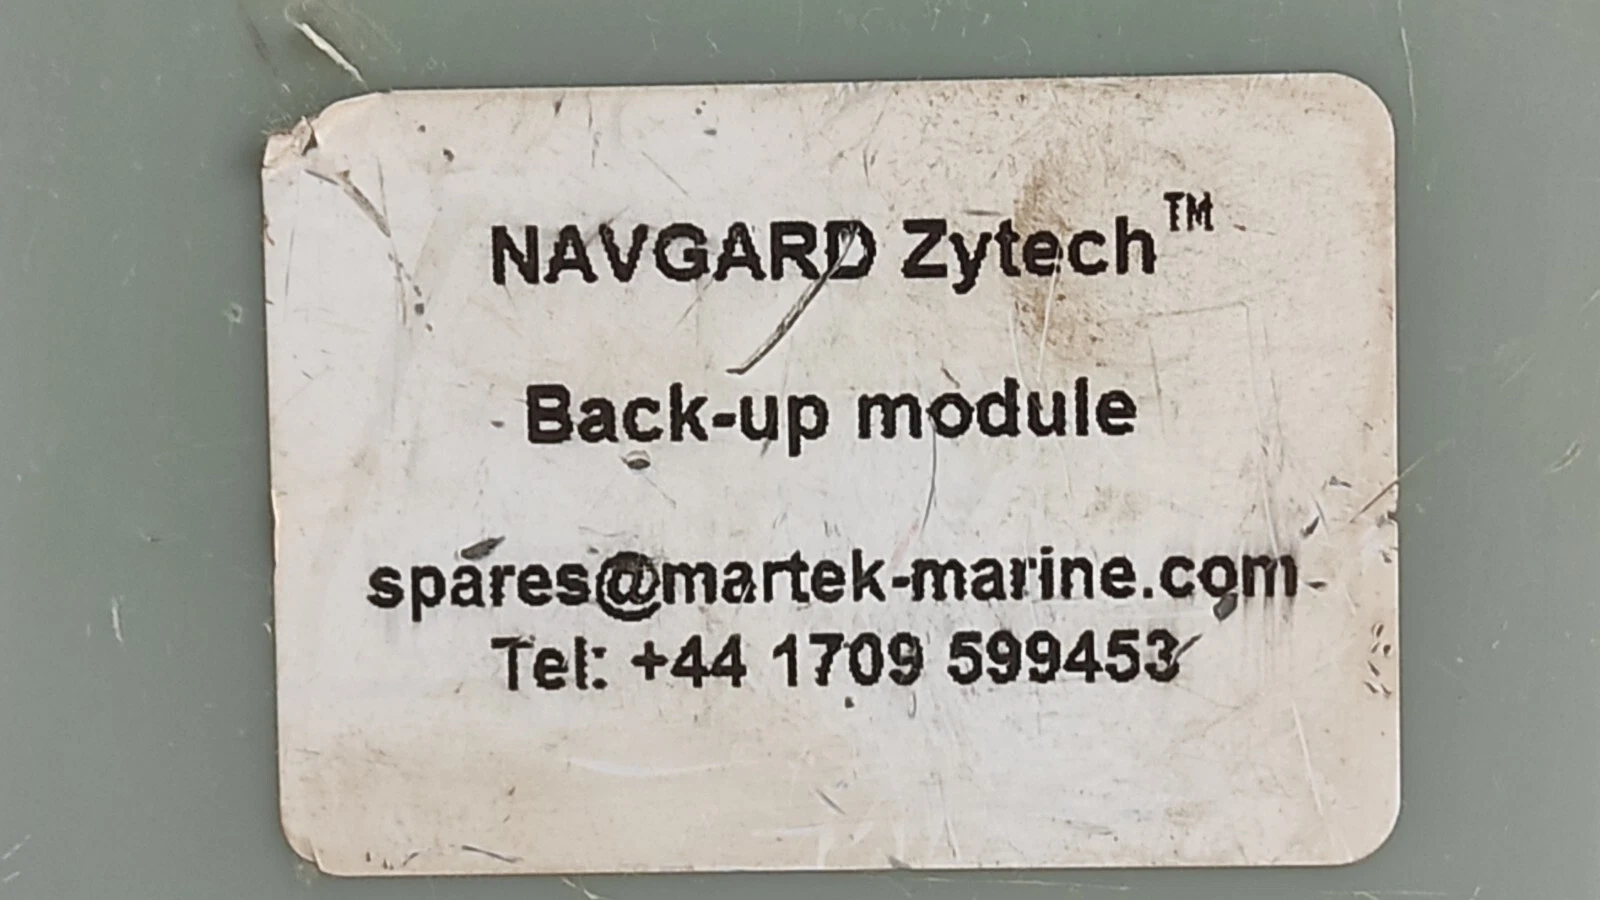 NAVGARD Zytech™
Back-up module
spares@martek-marine.com
Tel: +44 1709 599453